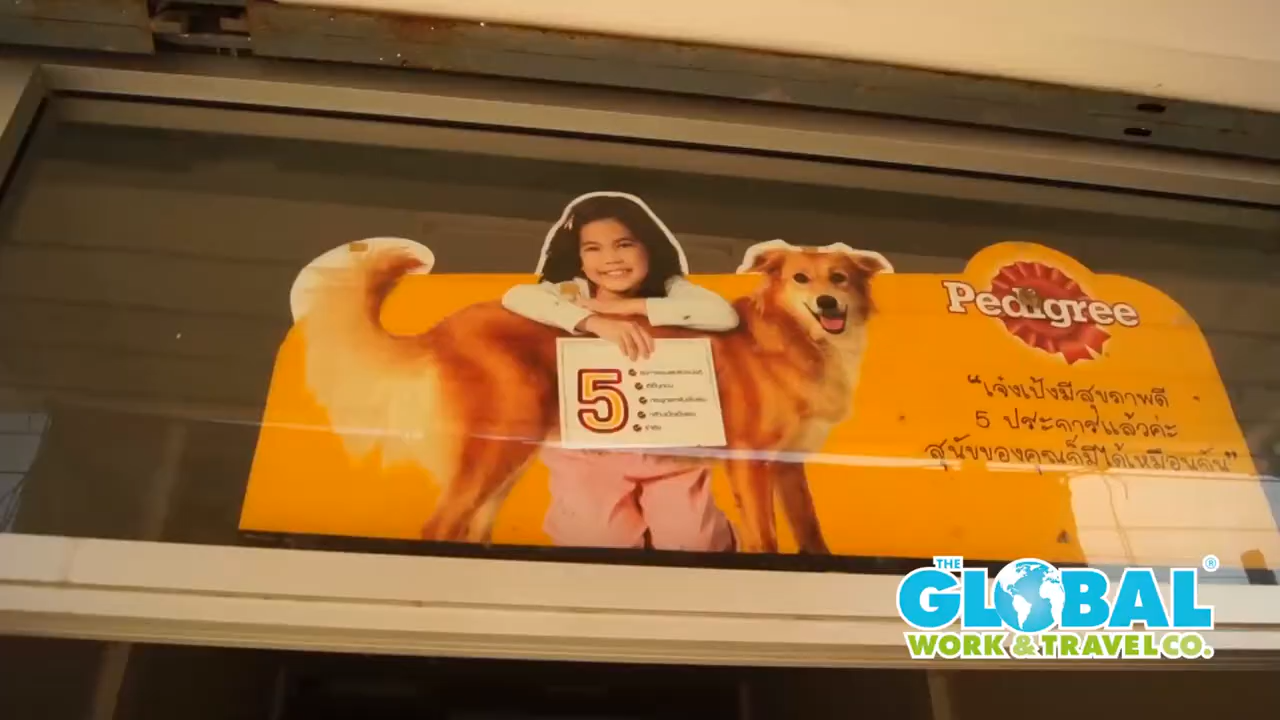 Pedigree
5
"เจ๋งเป้งมีสุขภาพดี
5 ประการแล้วค่ะ
สุนัขของคุณก็มีได้เหมือนกัน"
THE
GLOBAL®
WORK & TRAVEL CO.